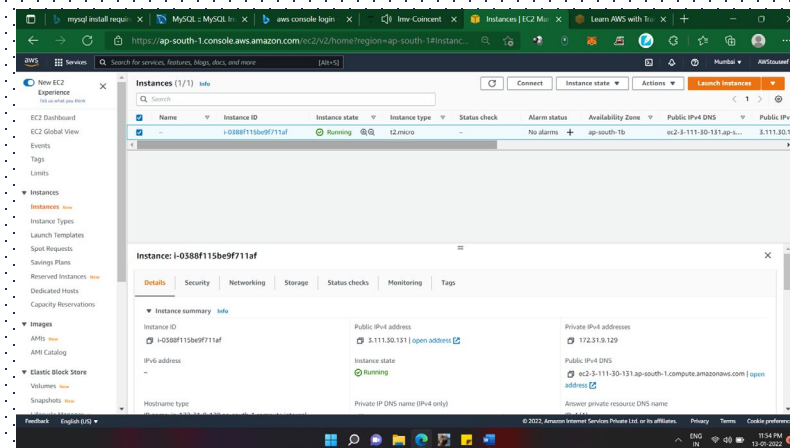 mysql install requir
MySQL :: MySQL In
aws console login
Imv-Coincent
Instances | EC2 Man
Learn AWS with Trai
https://ap-south-1.console.aws.amazon.com/ec2/v2/home?region=ap-south-1#Instanc...
aws
Services
Search for services, features, blogs, docs, and more
[Alt+S]
Mumbai
AWStouseef
New EC2 Experience
Tell us what you think
EC2 Dashboard
EC2 Global View
Events
Tags
Limits
Instances
Instances New
Instance Types
Launch Templates
Spot Requests
Savings Plans
Reserved Instances New
Dedicated Hosts
Capacity Reservations
Images
AMIs New
AMI Catalog
Elastic Block Store
Volumes New
Snapshots New
Instances (1/1) Info
Connect
Instance state
Actions
Launch instances
Search
1
Name Instance ID Instance state Instance type Status check Alarm status Availability Zone Public IPv4 DNS Public IPv
– i-0388f115be9f711af Running t2.micro – No alarms + ap-south-1b ec2-3-111-30-131.ap-s... 3.111.30.1
Instance: i-0388f115be9f711af
Details Security Networking Storage Status checks Monitoring Tags
Instance summary Info
Instance ID
i-0388f115be9f711af
Public IPv4 address
3.111.30.131 | open address
Private IPv4 addresses
172.31.9.129
IPv6 address
–
Instance state
Running
Public IPv4 DNS
ec2-3-111-30-131.ap-south-1.compute.amazonaws.com | open address
Hostname type
Private IP DNS name (IPv4 only)
Answer private resource DNS name
Feedback English (US)
© 2022, Amazon Internet Services Private Ltd. or its affiliates.
Privacy Terms Cookie preferenc
ENG
IN
11:54 PM
13-01-2022